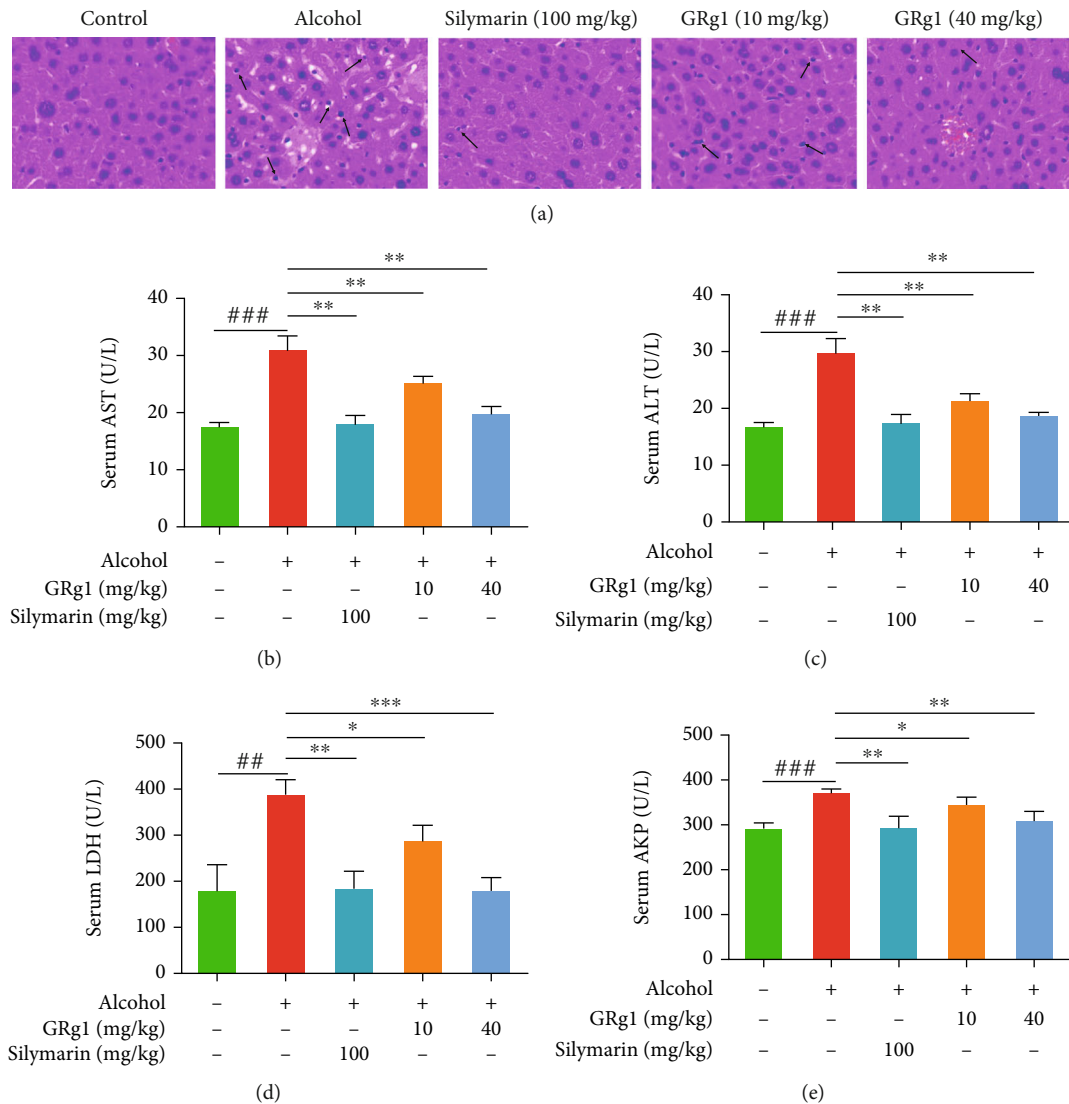 Control Alcohol Silymarin (100 mg/kg) GRg1 (10 mg/kg) GRg1 (40 mg/kg)
(a)
Serum AST (U/L)
40
30
20
10
0
###
**
**
**
Alcohol – + + + +
GRg1 (mg/kg) – – – 10 40
Silymarin (mg/kg) – – 100 – –
(b)
Serum ALT (U/L)
40
30
20
10
0
###
**
**
**
Alcohol – + + + +
GRg1 (mg/kg) – – – 10 40
Silymarin (mg/kg) – – 100 – –
(c)
Serum LDH (U/L)
500
400
300
200
100
0
##
**
*
***
Alcohol – + + + +
GRg1 (mg/kg) – – – 10 40
Silymarin (mg/kg) – – 100 – –
(d)
Serum AKP (U/L)
500
400
300
200
100
0
###
**
*
**
Alcohol – + + + +
GRg1 (mg/kg) – – – 10 40
Silymarin (mg/kg) – – 100 – –
(e)